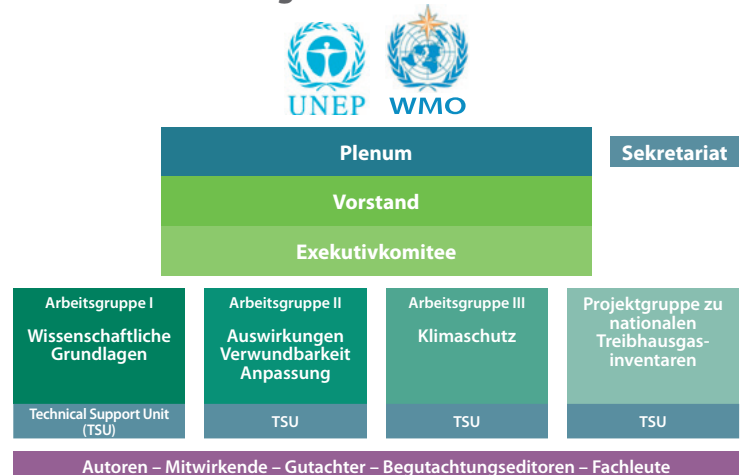 UNEP WMO
Plenum
Sekretariat
Vorstand
Exekutivkomitee
Arbeitsgruppe I
Wissenschaftliche
Grundlagen
Technical Support Unit
(TSU)
Arbeitsgruppe II
Auswirkungen
Verwundbarkeit
Anpassung
TSU
Arbeitsgruppe III
Klimaschutz
TSU
Projektgruppe zu
nationalen
Treibhausgas-
inventaren
TSU
Autoren – Mitwirkende – Gutachter – Begutachtungseditoren – Fachleute